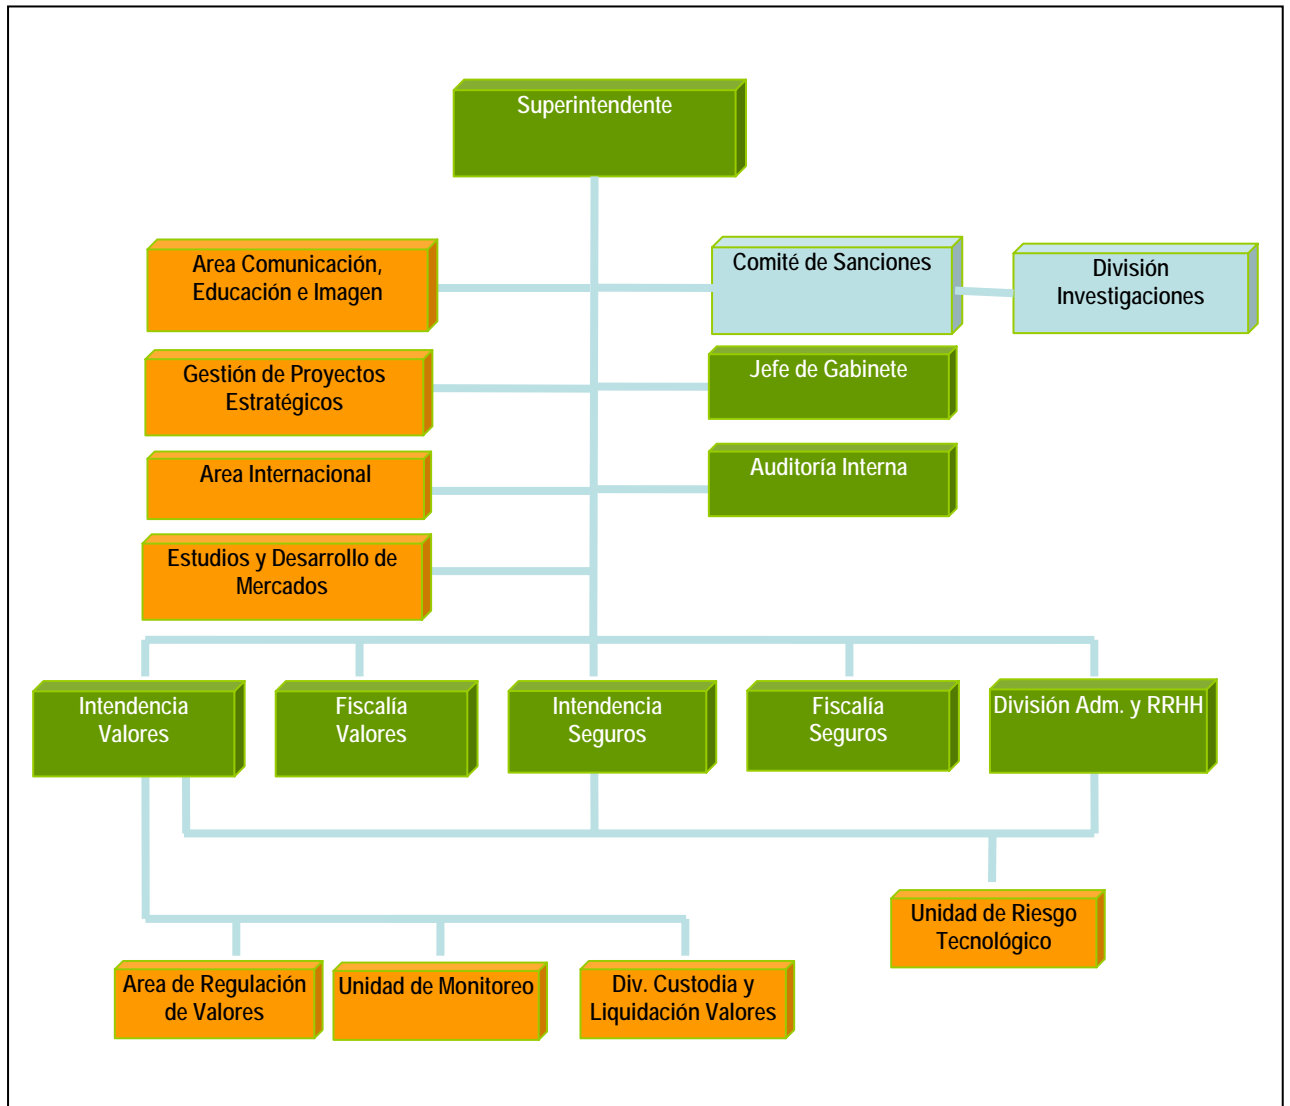 Superintendente
Area Comunicación,
Educación e Imagen
Comité de Sanciones
División
Investigaciones
Gestión de Proyectos
Estratégicos
Jefe de Gabinete
Area Internacional
Auditoría Interna
Estudios y Desarrollo de
Mercados
Intendencia
Valores
Fiscalía
Valores
Intendencia
Seguros
Fiscalía
Seguros
División Adm. y RRHH
Unidad de Riesgo
Tecnológico
Area de Regulación
de Valores
Unidad de Monitoreo
Div. Custodia y
Liquidación Valores